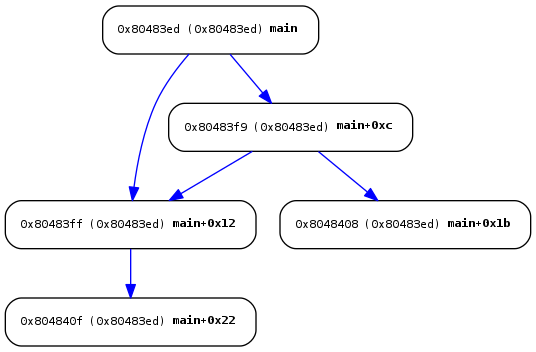 0x80483ed (0x80483ed) main
0x80483f9 (0x80483ed) main+0xc
0x80483ff (0x80483ed) main+0x12
0x8048408 (0x80483ed) main+0x1b
0x804840f (0x80483ed) main+0x22